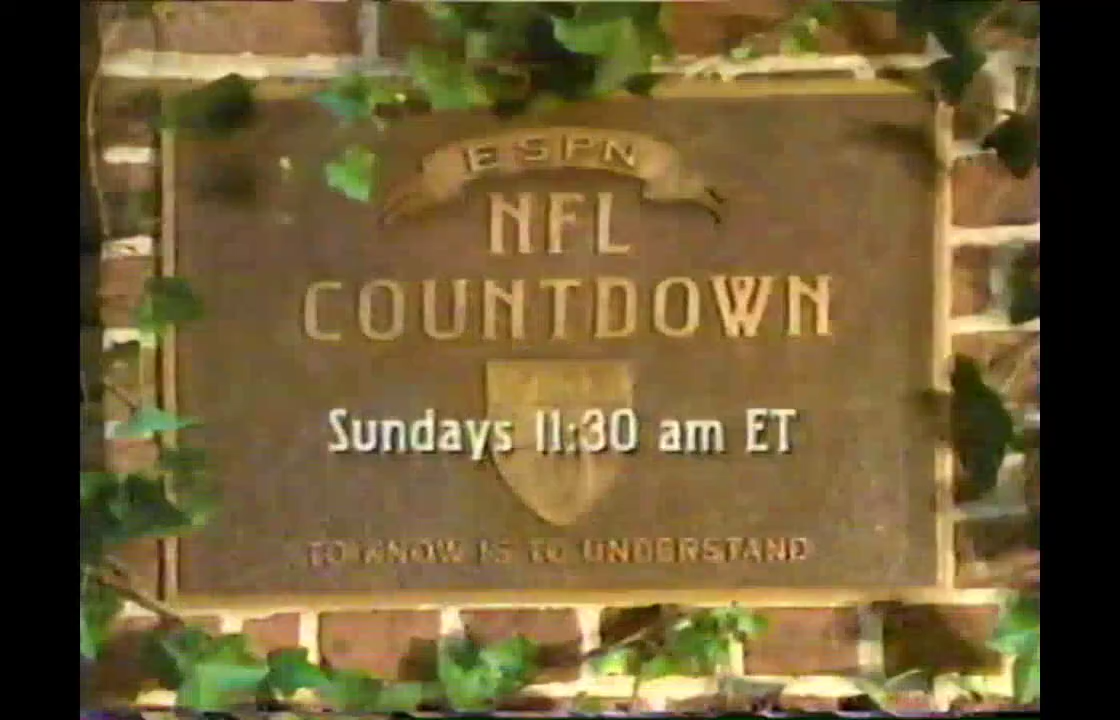 ESPN
NFL
COUNTDOWN
Sundays 11:30 am ET
TO KNOW IS TO UNDERSTAND